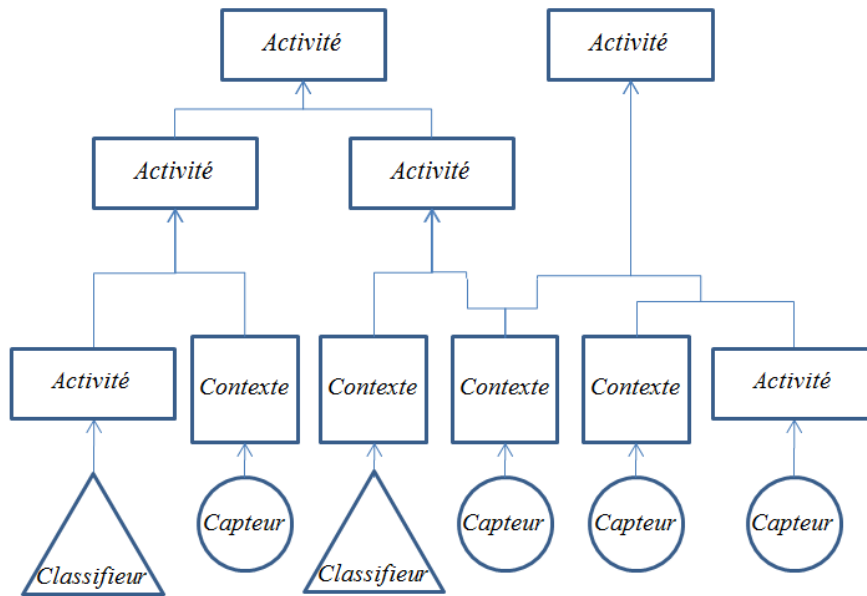 Activité
Activité
Activité
Activité
Activité
Contexte
Contexte
Contexte
Contexte
Activité
Classifieur
Capteur
Classifieur
Capteur
Capteur
Capteur